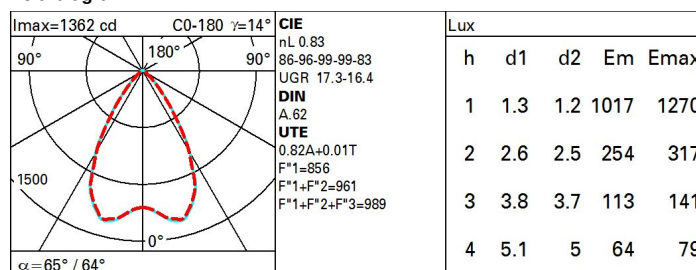 Imax=1362 cd C0-180 γ=14°
180°
90° 90°
1500
0°
α=65° / 64°
CIE
nL 0.83
86-96-99-99-83
UGR 17.3-16.4
DIN
A.62
UTE
0.82A+0.01T
F"1=856
F"1+F"2=961
F"1+F"2+F"3=989
Lux
h d1 d2 Em Emax
1 1.3 1.2 1017 1270
2 2.6 2.5 254 317
3 3.8 3.7 113 141
4 5.1 5 64 79